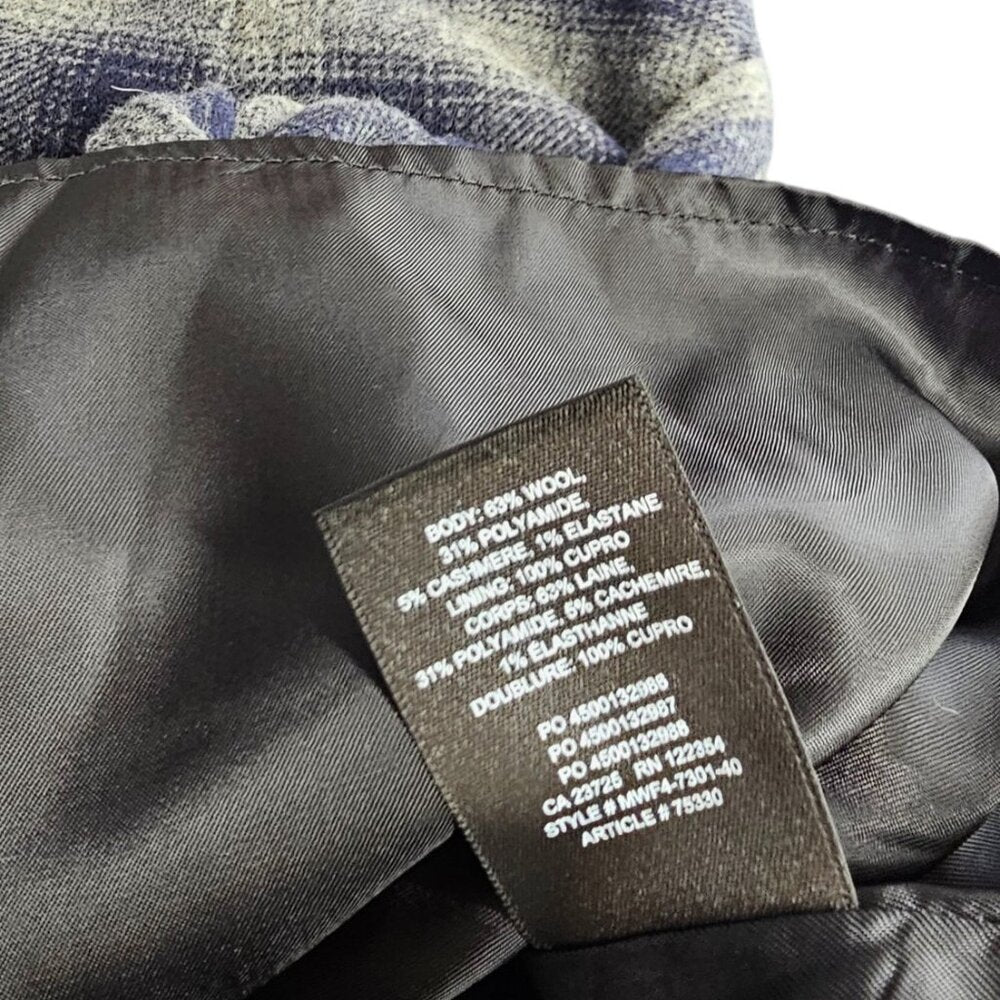 BODY: 63% WOOL,
31% POLYAMIDE,
5% CASHMERE, 1% ELASTANE
LINING: 100% CUPRO
CORPS: 63% LAINE,
31% POLYAMIDE, 5% CACHEMIRE,
1% ELASTHANNE
DOUBLURE: 100% CUPRO
PO 4500132986
PO 4500132987
PO 4500132988
CA 23725 RN 122354
STYLE # MWF4-7301-40
ARTICLE # 75330